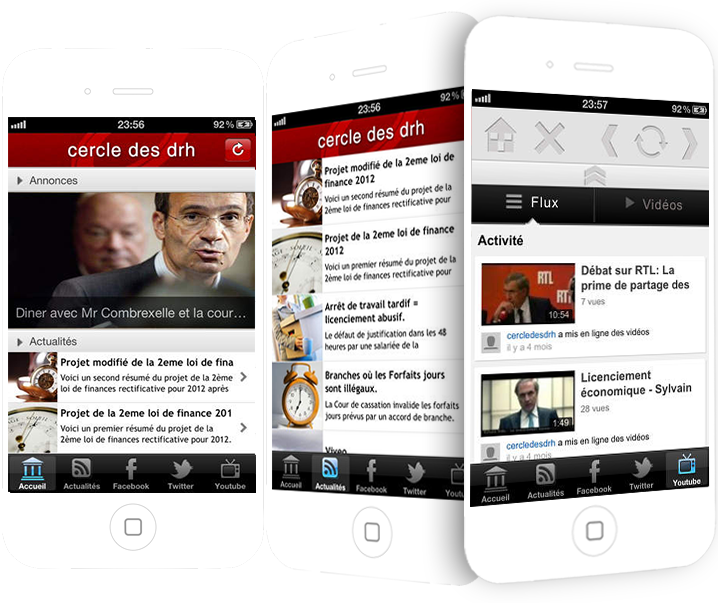 23:56
92%
cercle des drh
Annonces
Diner avec Mr Combrexelle et la cour…
Actualités
Projet modifié de la 2eme loi de fina
Voici un second résumé du projet de la 2ème
loi de finances rectificative pour 2012 après
Projet de la 2eme loi de finance 201
Voici un premier résumé du projet de la
2ème loi de finances rectificative pour 2012.
Accueil
Actualités
Facebook
Twitter
Youtube
23:56
92%
cercle des drh
Projet modifié de la 2eme loi de
finance 2012
Voici un second résumé du projet de la
2ème loi de finances rectificative pour
Projet de la 2eme loi de finance
2012
Voici un premier résumé du projet de la
2ème loi de finances rectificative pour
Arrêt de travail tardif =
licenciement abusif.
Le défaut de justification dans les 48
heures par une salariée de la
Branches où les Forfaits jours
sont illégaux.
La Cour de cassation invalide les forfaits
jours prévus par un accord de branche.
Viveo
Accueil
Actualités
Facebook
Twitter
Youtu
23:57
92%
Flux
Vidéos
Activité
RTL
10:54
Débat sur RTL: La
prime de partage des
7 vues
cercledesdrh a mis en ligne des vidéos
il y a 4 mois
1:49
Licenciement
économique - Sylvain
28 vues
cercledesdrh a mis en ligne des vidéos
il y a 4 mois
Accueil
Actualités
Facebook
Twitter
Youtube